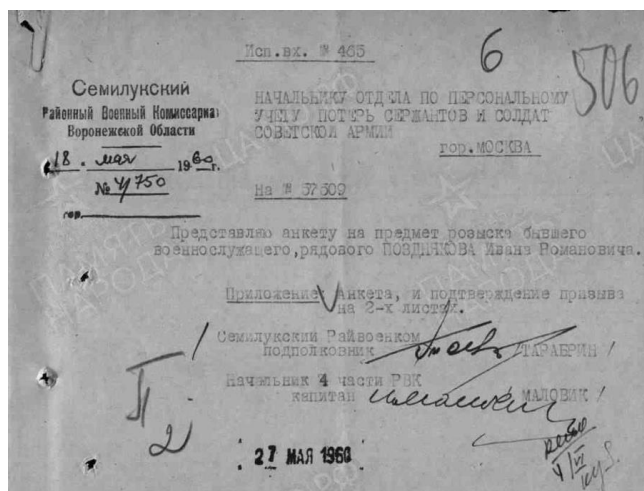 Исп.вх. № 465
6
506
Семилукский
Районный Военный Комиссариат
Воронежской Области
18. мая 1960 г.
№ 4/750
гор.
НАЧАЛЬНИКУ ОТДЕЛА ПО ПЕРСОНАЛЬНОМУ
УЧЕТУ ПОТЕРЬ СЕРЖАНТОВ И СОЛДАТ
СОВЕТСКОЙ АРМИИ
гор.МОСКВА
На № 57609
Представляю анкету на предмет розыска бывшего
военнослужащего,рядового ПОЗДНЯКОВА Ивана Романовича.
Приложение: Анкета, и подтверждение призыва
на 2-х листах.
Семилукский Райвоенком
подполковник /ТАРАБРИН/
Начальник 4 части РВК
капитан /МАЛОВИК/
27 МАЯ 1960